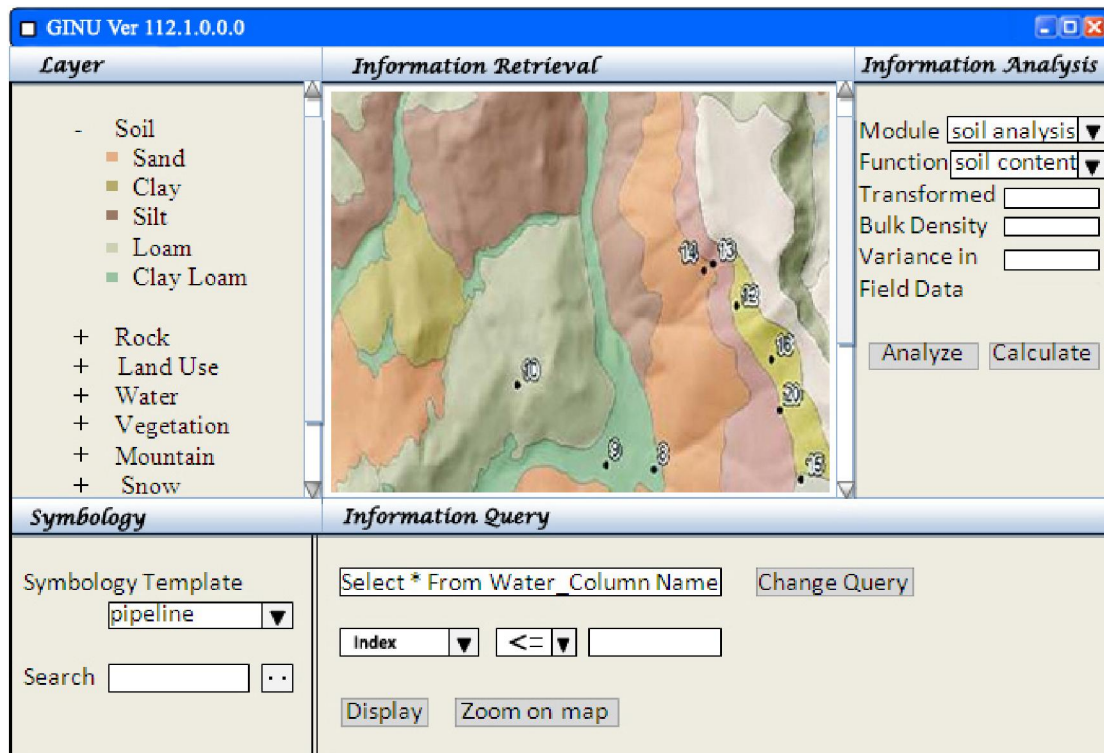 GINU Ver 112.1.0.0.0
Layer
- Soil
Sand
Clay
Silt
Loam
Clay Loam
+ Rock
+ Land Use
+ Water
+ Vegetation
+ Mountain
+ Snow
Information Retrieval
14 13
12
16
10
20
9 8
15
Information Analysis
Module soil analysis
Function soil content
Transformed
Bulk Density
Variance in
Field Data
Analyze Calculate
Symbology
Symbology Template
pipeline
Search ..
Information Query
Select * From Water_Column Name Change Query
Index <=
Display Zoom on map